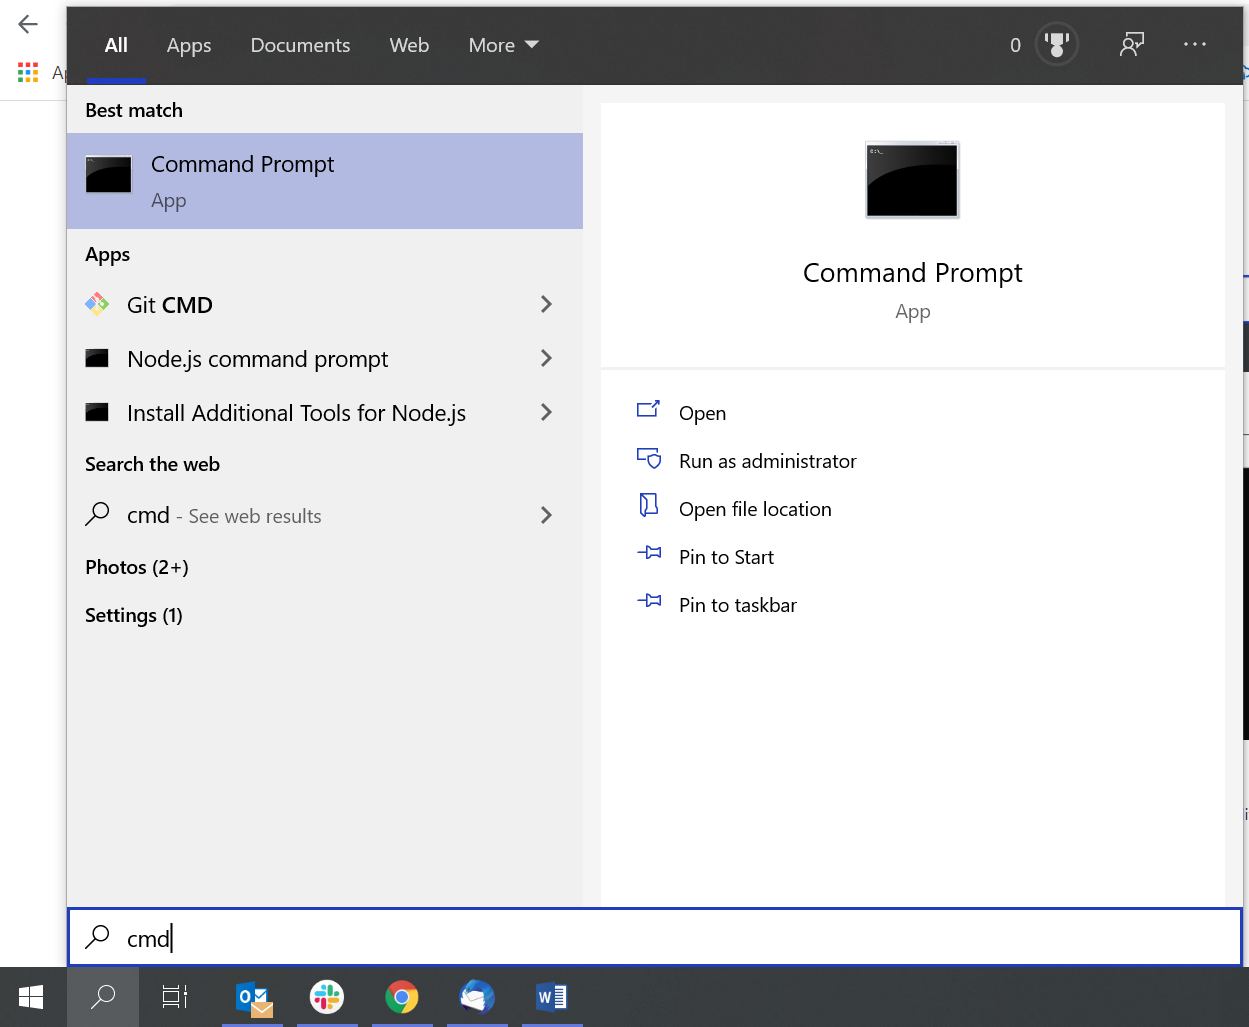 All Apps Documents Web More 0
Best match
Command Prompt
App
Apps
Git CMD
Node.js command prompt
Install Additional Tools for Node.js
Search the web
cmd - See web results
Photos (2+)
Settings (1)
Command Prompt
App
Open
Run as administrator
Open file location
Pin to Start
Pin to taskbar
cmd